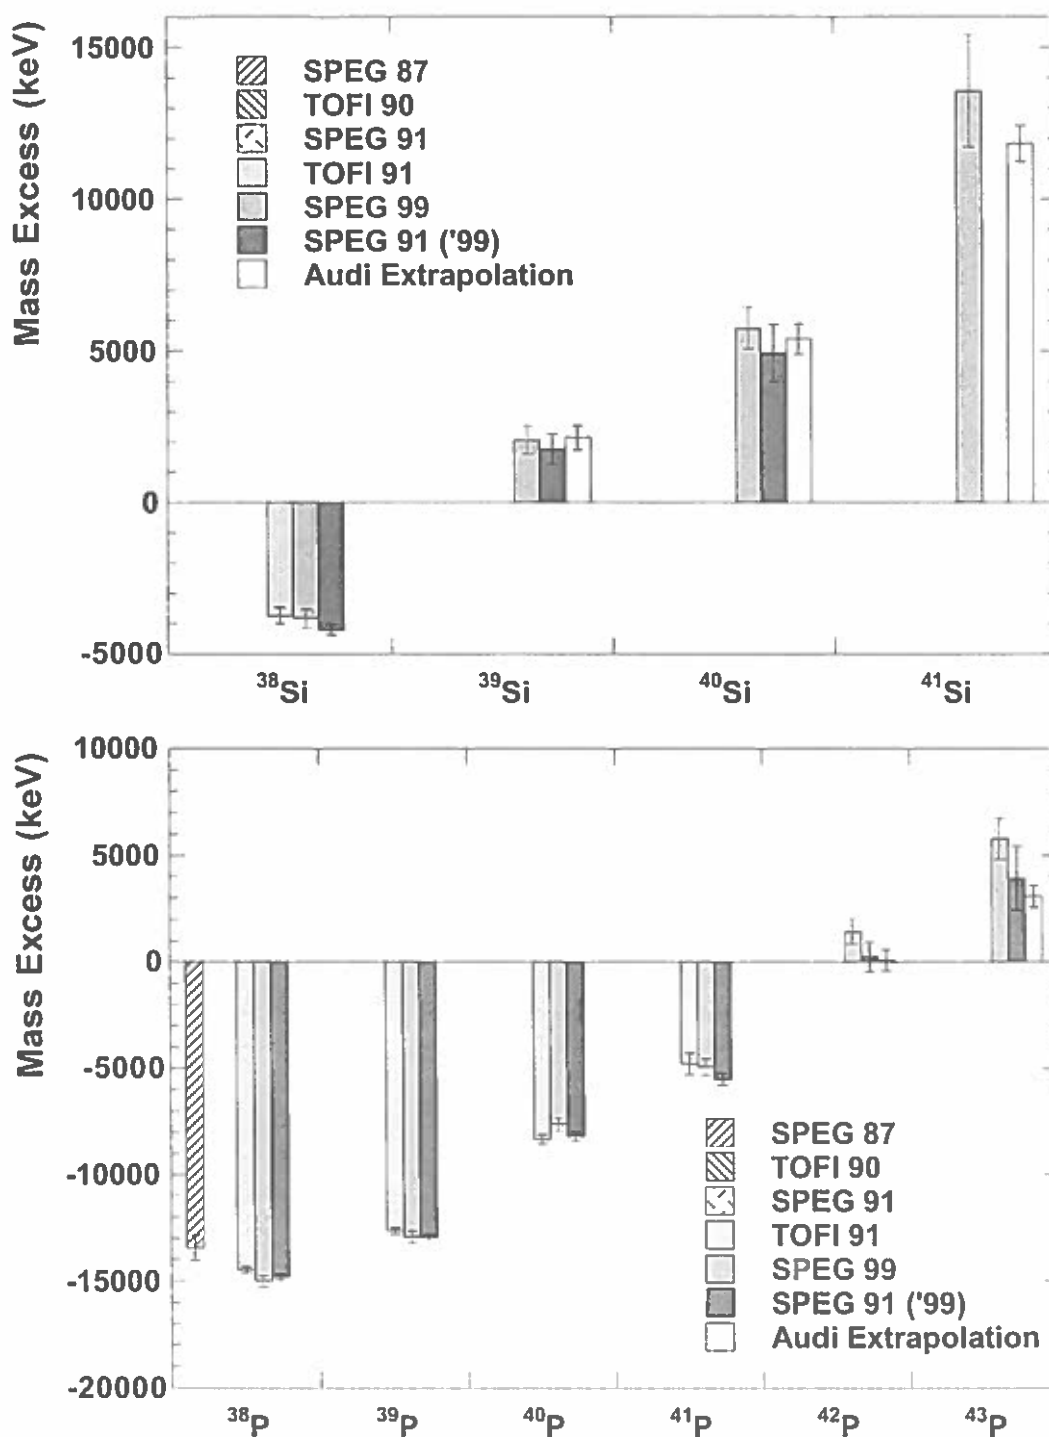 Mass Excess (keV)
15000
10000
5000
0
-5000
SPEG 87
TOFI 90
SPEG 91
TOFI 91
SPEG 99
SPEG 91 ('99)
Audi Extrapolation
³⁸Si ³⁹Si ⁴⁰Si ⁴¹Si
Mass Excess (keV)
10000
5000
0
-5000
-10000
-15000
-20000
SPEG 87
TOFI 90
SPEG 91
TOFI 91
SPEG 99
SPEG 91 ('99)
Audi Extrapolation
³⁸P ³⁹P ⁴⁰P ⁴¹P ⁴²P ⁴³P